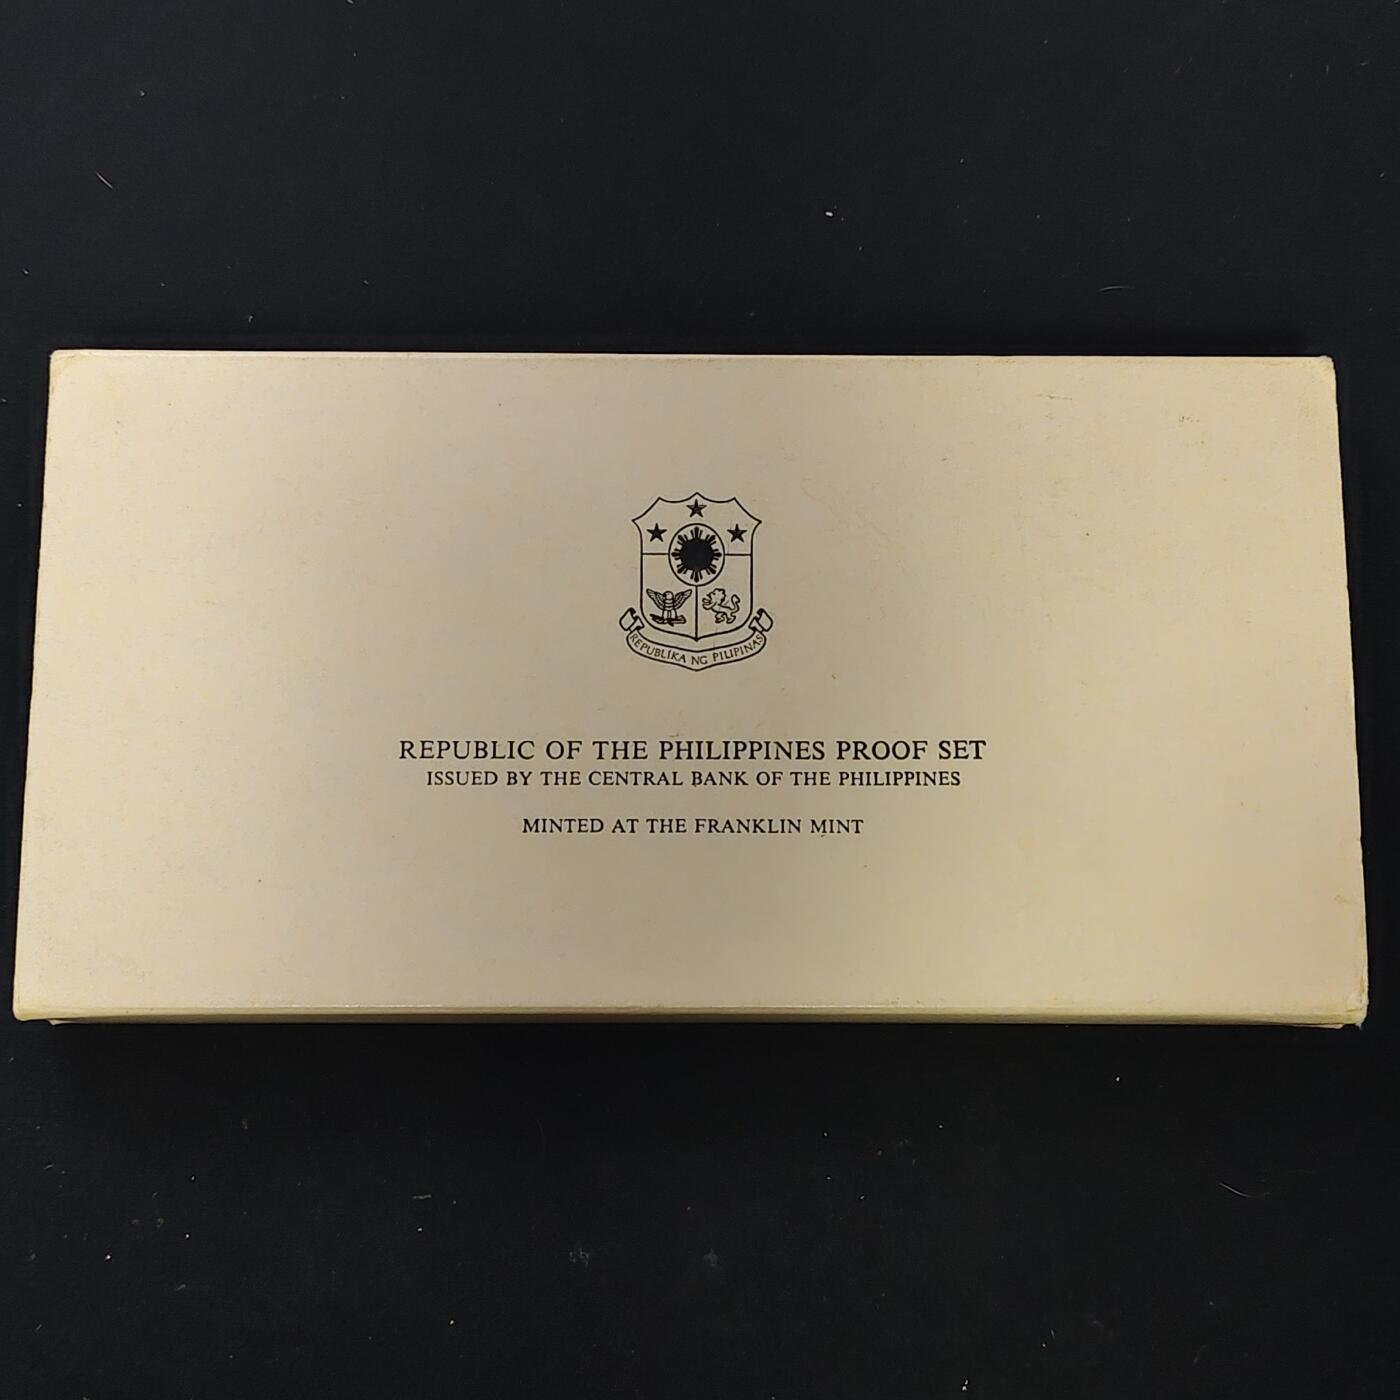 REPUBLIKA NG PILIPINAS
REPUBLIC OF THE PHILIPPINES PROOF SET
ISSUED BY THE CENTRAL BANK OF THE PHILIPPINES
MINTED AT THE FRANKLIN MINT